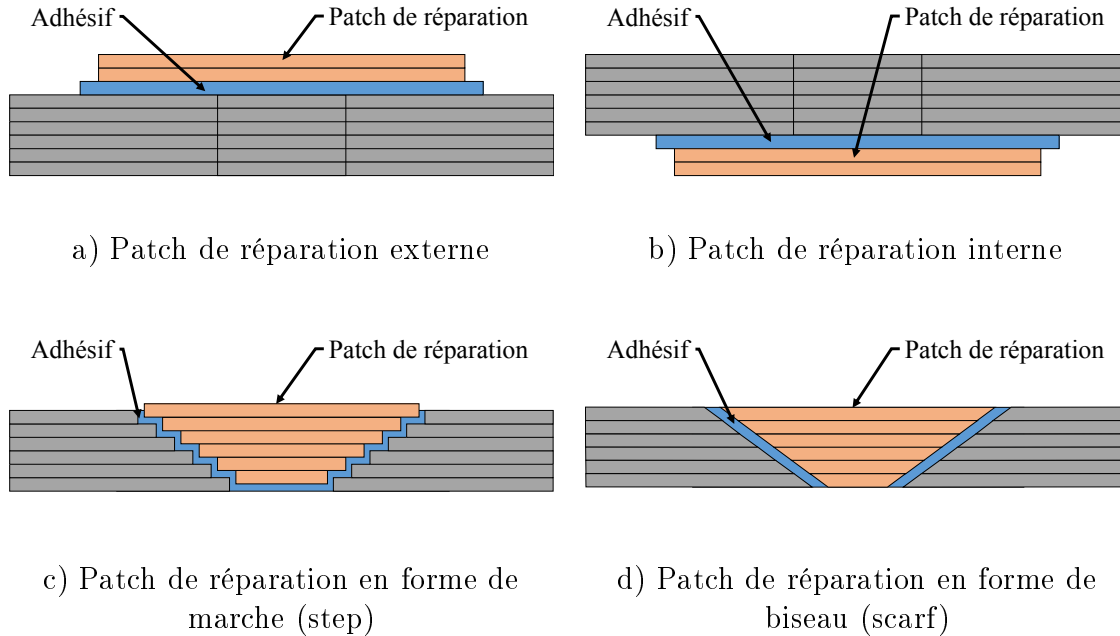 Adhésif
Patch de réparation
Adhésif
Patch de réparation
a) Patch de réparation externe
b) Patch de réparation interne
Adhésif
Patch de réparation
Adhésif
Patch de réparation
c) Patch de réparation en forme de
marche (step)
d) Patch de réparation en forme de
biseau (scarf)